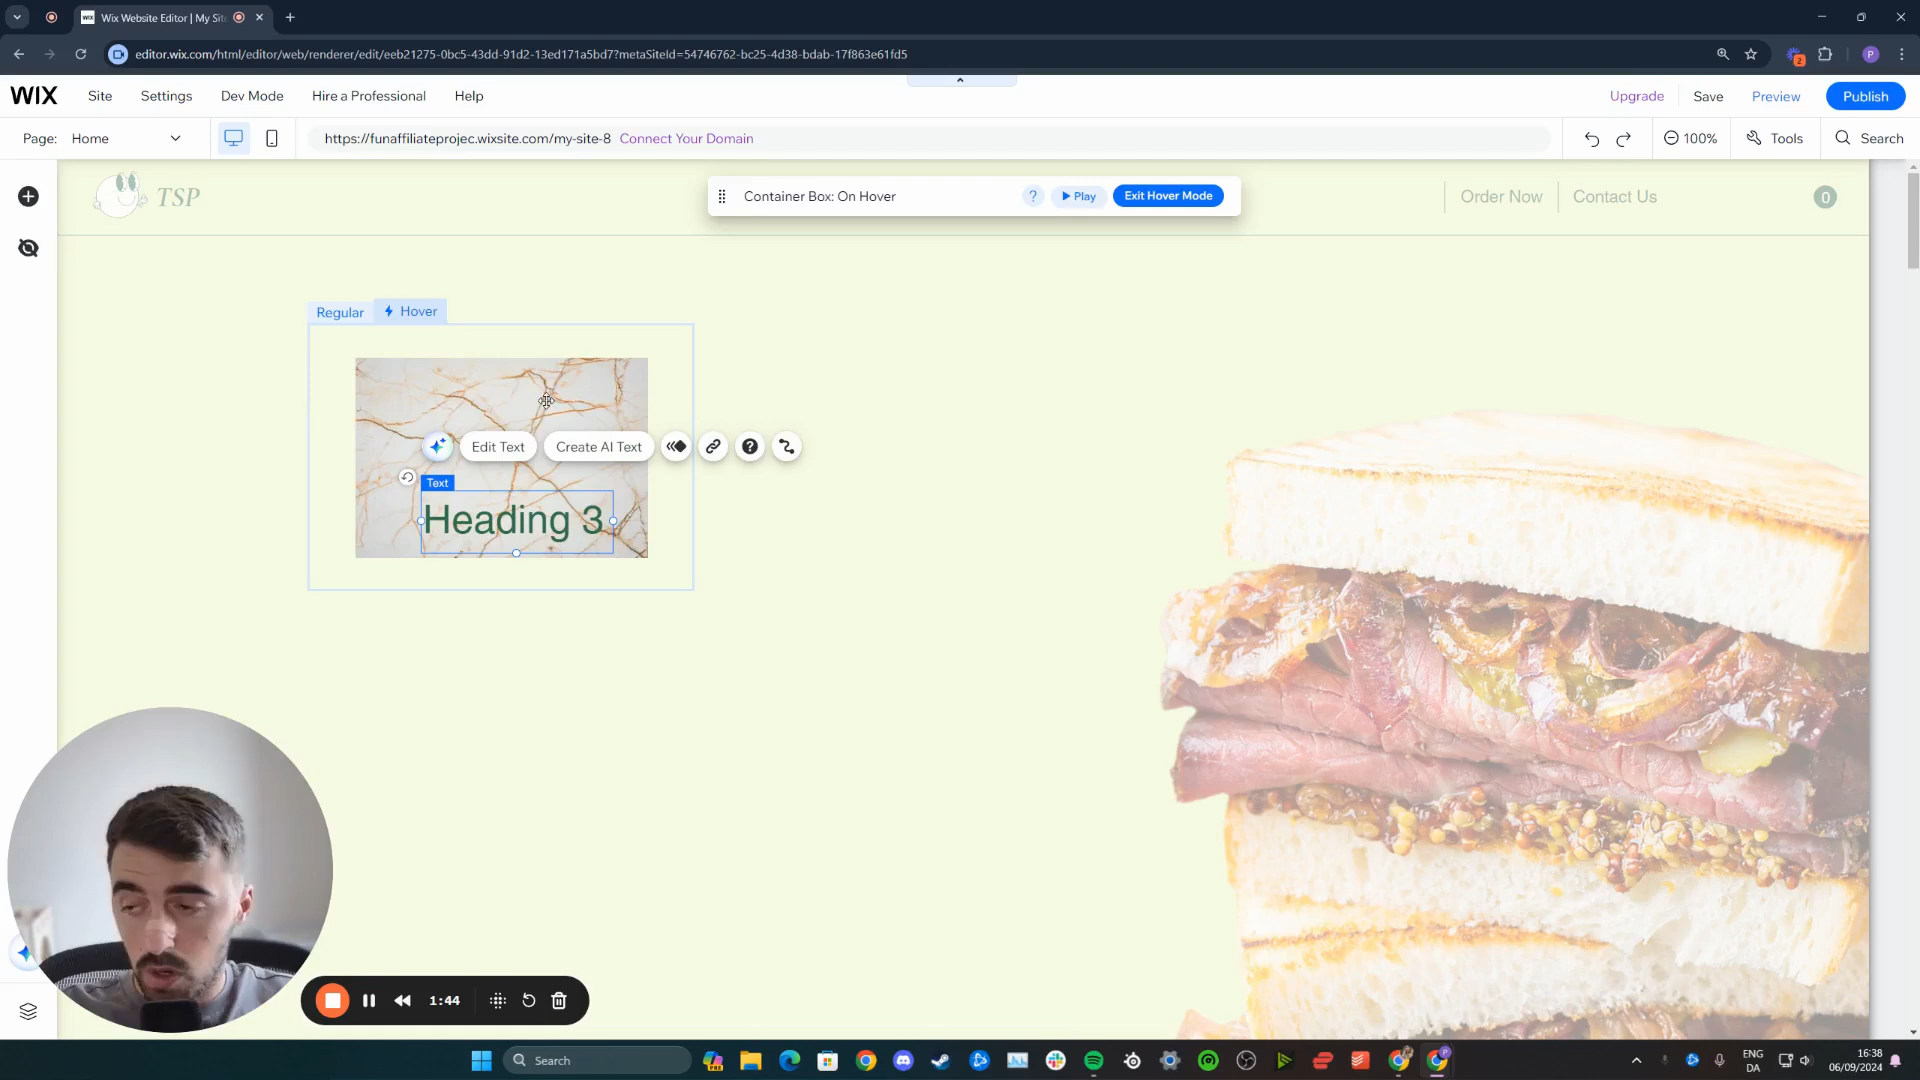 Wix Website Editor | My Sit
editor.wix.com/html/editor/web/renderer/edit/eeb21275-0bc5-43dd-91d2-13ed171a5bd7?metaSiteId=54746762-bc25-4d38-bdab-17f863e61fd5
2
P
WIX
Site
Settings
Dev Mode
Hire a Professional
Help
Upgrade
Save
Preview
Publish
Page:
Home
https://funaffiliateprojec.wixsite.com/my-site-8
Connect Your Domain
100%
Tools
Search
TSP
Container Box: On Hover
?
Play
Exit Hover Mode
Order Now
Contact Us
0
Regular
Hover
Edit Text
Create AI Text
?
Text
Heading 3
1:44
Search
PRE
P
ENG
DA
16:38
06/09/2024